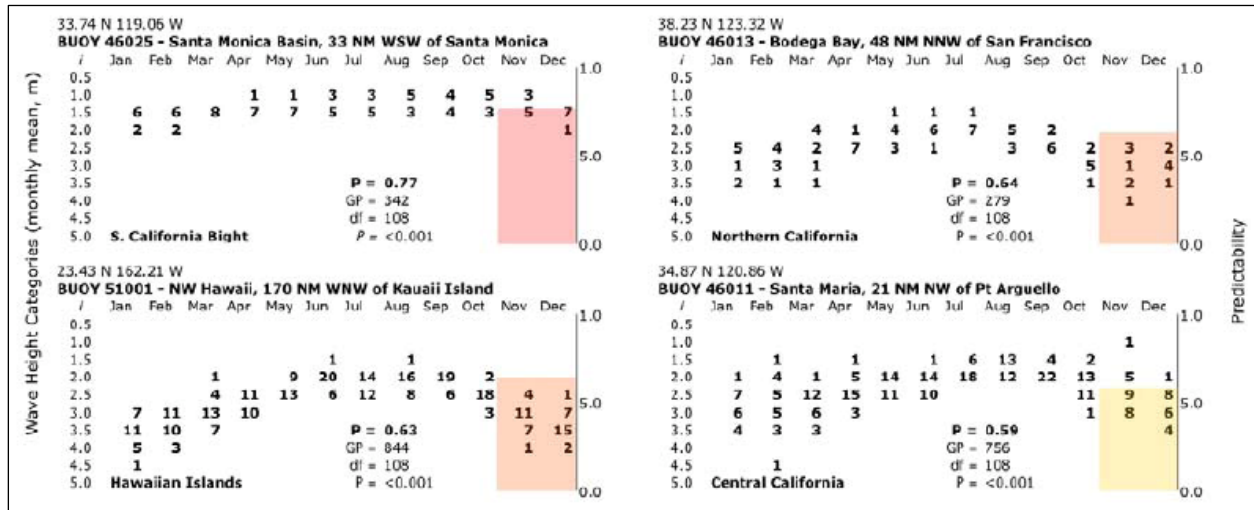 33.74 N 119.06 W
BUOY 46025 - Santa Monica Basin, 33 NM WSW of Santa Monica
i Jan Feb Mar Apr May Jun Jul Aug Sep Oct Nov Dec
0.5 1.0
1.0 1 1 3 3 5 4 5 3
1.5 6 6 8 7 7 5 5 3 4 3 5 7
2.0 2 2 1
2.5 5.0
3.0
3.5 P = 0.77
4.0 GP = 342
4.5 df = 108
5.0 S. California Bight P = <0.001 0.0
38.23 N 123.32 W
BUOY 46013 - Bodega Bay, 48 NM NNW of San Francisco
i Jan Feb Mar Apr May Jun Jul Aug Sep Oct Nov Dec
0.5 1.0
1.0
1.5 1 1 1
2.0 4 1 4 6 7 5 2
2.5 5 4 2 7 3 1 3 6 2 3 2 5.0
3.0 1 3 1 5 1 4
3.5 2 1 1 P = 0.64 1 2 1
4.0 GP = 279 1
4.5 df = 108
5.0 Northern California P = <0.001 0.0
23.43 N 162.21 W
BUOY 51001 - NW Hawaii, 170 NM WNW of Kauaii Island
i Jan Feb Mar Apr May Jun Jul Aug Sep Oct Nov Dec
0.5 1.0
1.0
1.5 1 1
2.0 1 9 20 14 16 19 2
2.5 4 11 13 6 12 8 6 18 4 1
3.0 7 11 13 10 3 11 7 5.0
3.5 11 10 7 P = 0.63 7 15
4.0 5 3 GP = 844 1 2
4.5 1 df = 108
5.0 Hawaiian Islands P = <0.001 0.0
34.87 N 120.86 W
BUOY 46011 - Santa Maria, 21 NM NW of Pt Arguello
i Jan Feb Mar Apr May Jun Jul Aug Sep Oct Nov Dec
0.5 1.0
1.0 1
1.5 1 1 1 6 13 4 2
2.0 1 4 1 5 14 14 18 12 22 13 5 1
2.5 7 5 12 15 11 10 11 9 8
3.0 6 5 6 3 1 8 6 5.0
3.5 4 3 3 P = 0.59 4
4.0 GP = 756
4.5 1 df = 108
5.0 Central California P = <0.001 0.0
Wave Height Categories (monthly mean, m)
Predictability